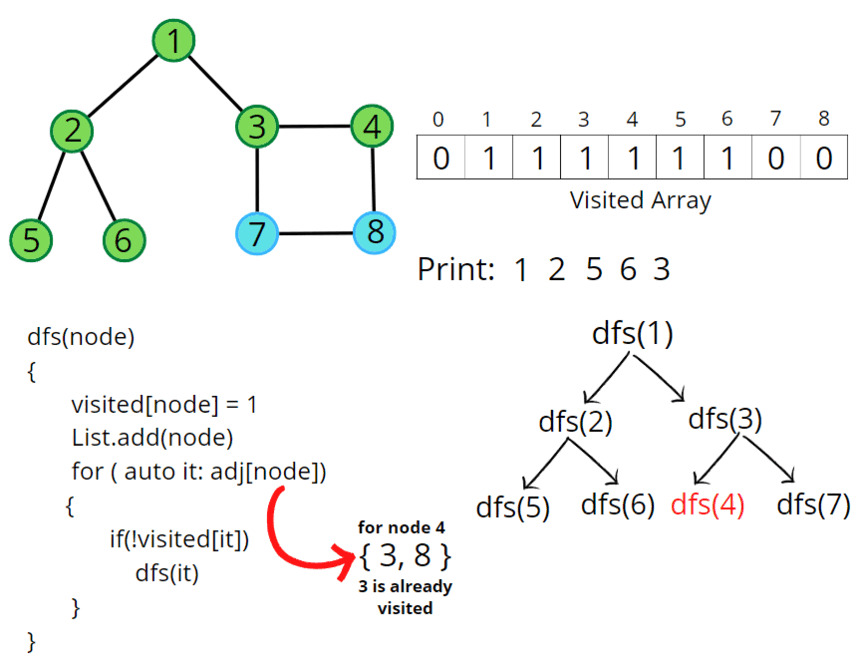 1
2
3
4
5
6
7
8
0 1 2 3 4 5 6 7 8
0 1 1 1 1 1 1 0 0
Visited Array
Print: 1 2 5 6 3
dfs(node)
{
visited[node] = 1
List.add(node)
for ( auto it: adj[node])
{
if(!visited[it])
dfs(it)
}
}
for node 4
{ 3, 8 }
3 is already
visited
dfs(1)
dfs(2) dfs(3)
dfs(5) dfs(6) dfs(4) dfs(7)